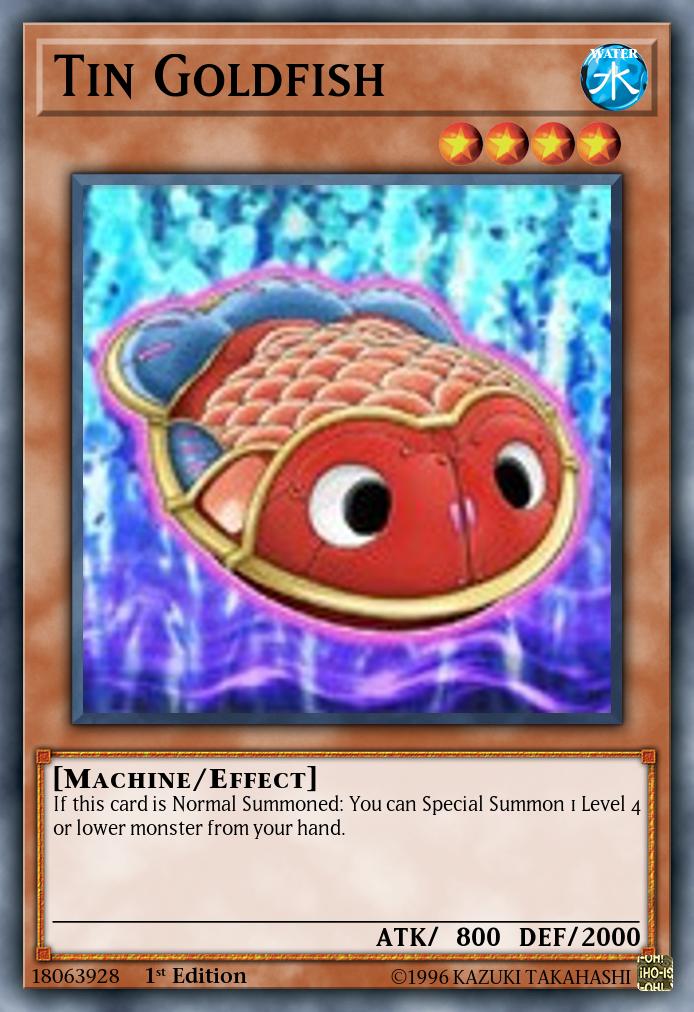 Tin Goldfish
WATER
水
[Machine/Effect]
If this card is Normal Summoned: You can Special Summon 1 Level 4
or lower monster from your hand.
ATK/ 800 DEF/2000
18063928 1st Edition ©1996 KAZUKI TAKAHASHI